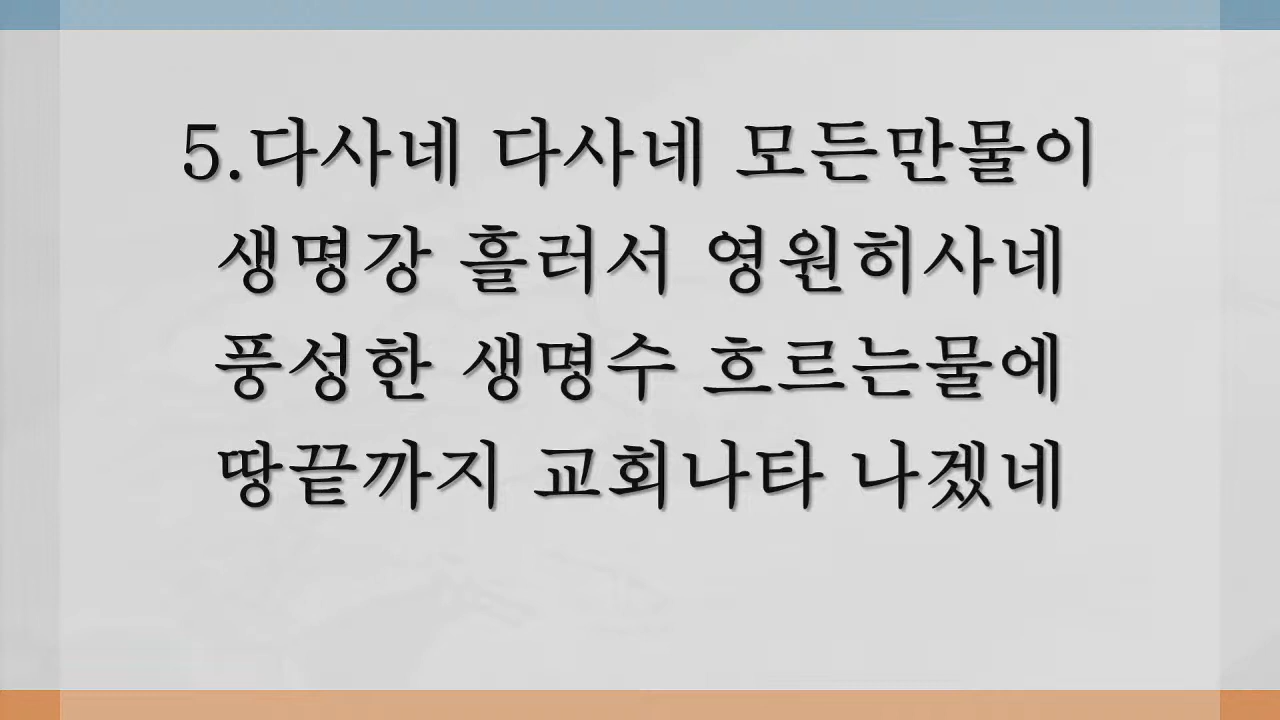 5.다사네 다사네 모든만물이
생명강 흘러서 영원히사네
풍성한 생명수 흐르는물에
땅끝까지 교회나타 나겠네